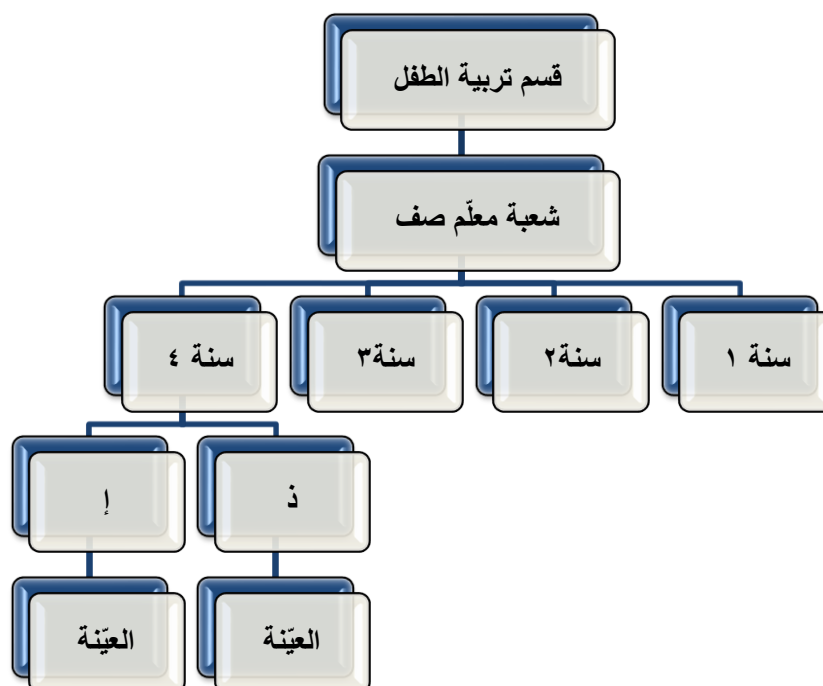 قسم تربية الطفل
شعبة معلّم صف
سنة ١
سنة٢
سنة٣
سنة ٤
ذ
إ
العيّنة
العيّنة